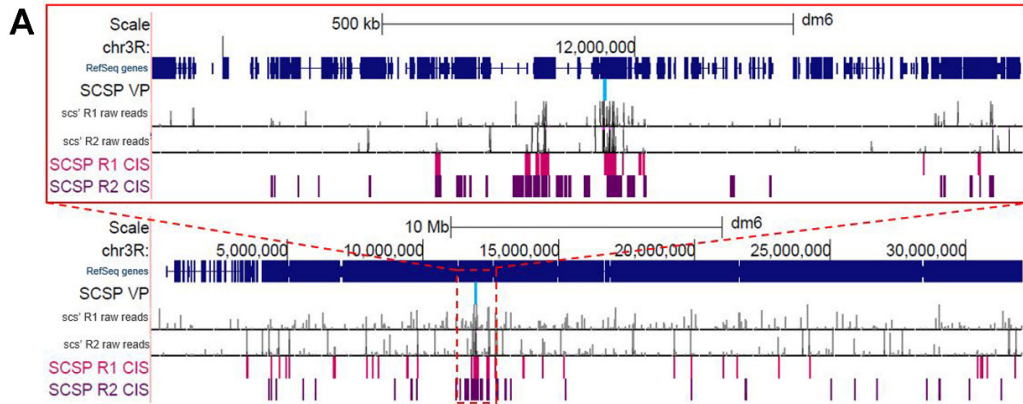 A
Scale 500 kb dm6
chr3R: 12,000,000
RefSeq genes
SCSP VP
scs' R1 raw reads
scs' R2 raw reads
SCSP R1 CIS
SCSP R2 CIS
Scale 10 Mb dm6
chr3R: 5,000,000 10,000,000 15,000,000 20,000,000 25,000,000 30,000,000
RefSeq genes
SCSP VP
scs' R1 raw reads
scs' R2 raw reads
SCSP R1 CIS
SCSP R2 CIS